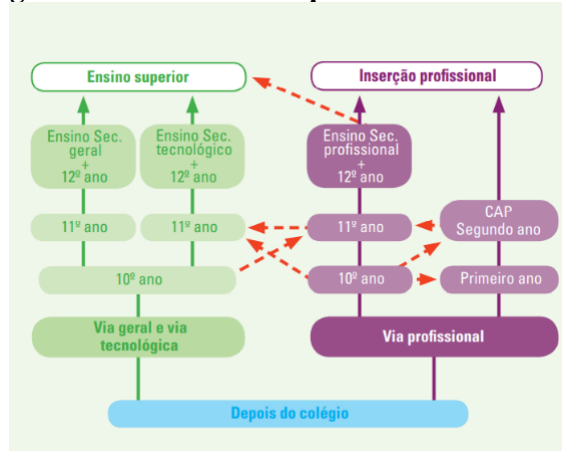 Ensino superior
Inserção profissional
Ensino Sec.
geral
+
12º ano
Ensino Sec.
tecnológico
+
12º ano
Ensino Sec.
profissional
+
12º ano
11º ano
11º ano
11º ano
CAP
Segundo ano
10º ano
10º ano
Primeiro ano
Via geral e via
tecnológica
Via profissional
Depois do colégio